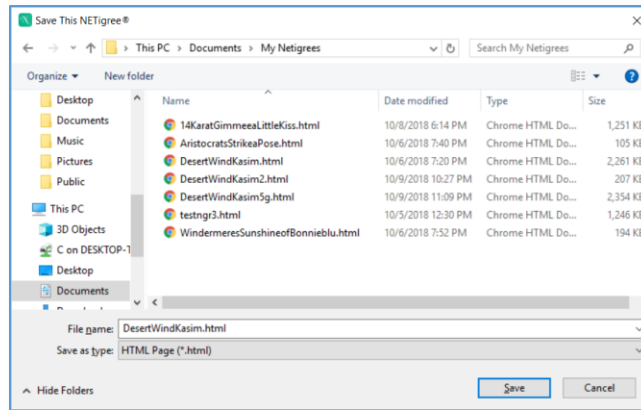 Save This NETigree®
This PC > Documents > My Netigrees
Search My Netigrees
Organize
New folder
Name Date modified Type Size
Desktop
Documents
Music
Pictures
Public
This PC
3D Objects
C on DESKTOP-T
Desktop
Documents
14KaratGimmeeaLittleKiss.html 10/8/2018 6:14 PM Chrome HTML Do... 1,251 KB
AristocratsStrikeaPose.html 10/6/2018 7:40 PM Chrome HTML Do... 105 KB
DesertWindKasim.html 10/6/2018 7:20 PM Chrome HTML Do... 2,261 KB
DesertWindKasim2.html 10/9/2018 10:27 PM Chrome HTML Do... 207 KB
DesertWindKasim5g.html 10/9/2018 11:09 PM Chrome HTML Do... 2,354 KB
testngr3.html 10/5/2018 12:30 PM Chrome HTML Do... 1,246 KB
WindermeresSunshineofBonnieblu.html 10/6/2018 7:52 PM Chrome HTML Do... 194 KB
File name: DesertWindKasim.html
Save as type: HTML Page (*.html)
Hide Folders
Save
Cancel